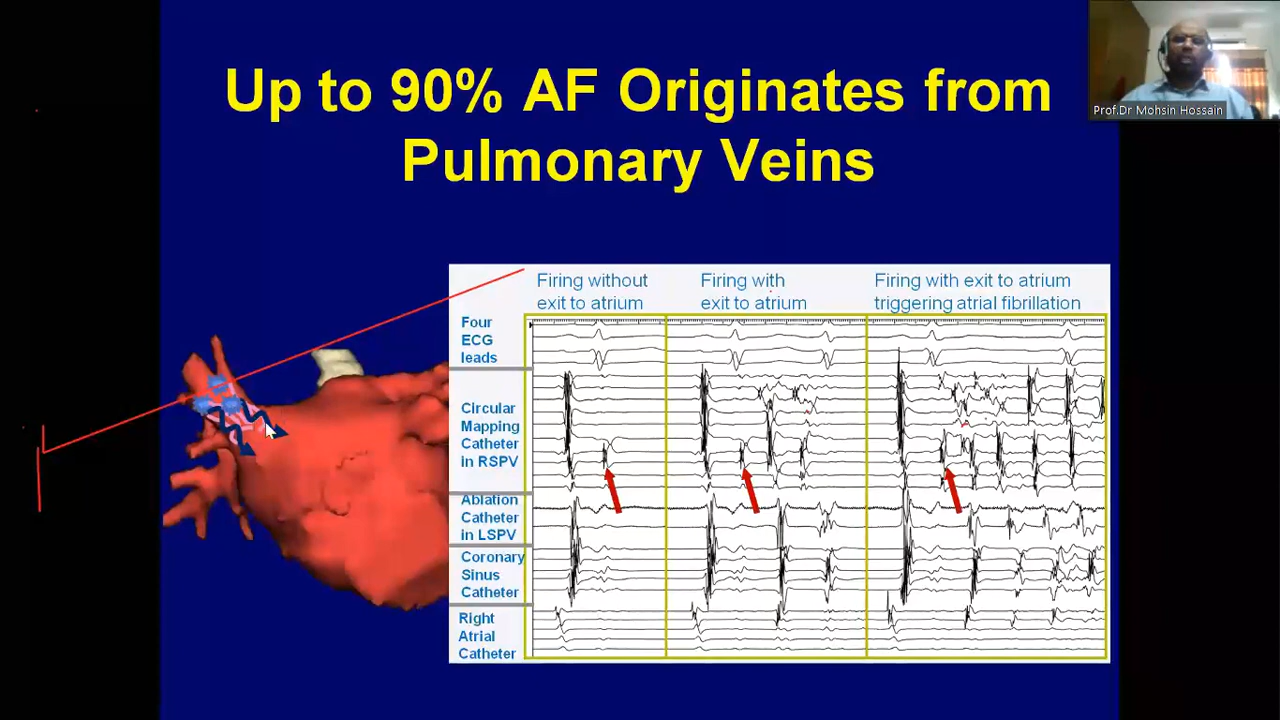 Up to 90% AF Originates from
Pulmonary Veins
Prof.Dr Mohsin Hossain
Firing without
exit to atrium
Firing with
exit to atrium
Firing with exit to atrium
triggering atrial fibrillation
Four
ECG
leads
Circular
Mapping
Catheter
in RSPV
Ablation
Catheter
in LSPV
Coronary
Sinus
Catheter
Right
Atrial
Catheter